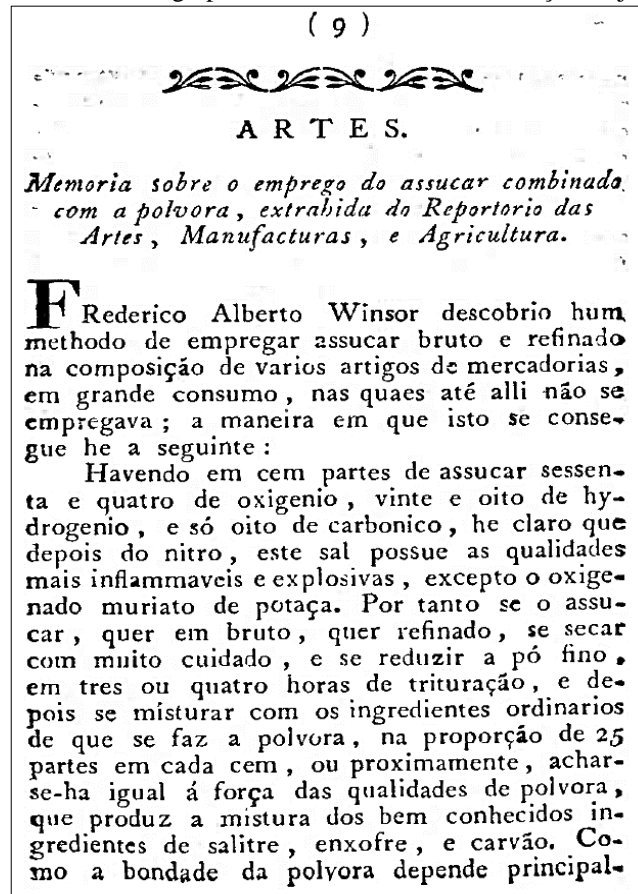 ( 9 )
A R T E S.
Memoria sobre o emprego do assucar combinado
com a polvora, extrahida do Reportorio das
Artes, Manufacturas, e Agricultura.
FRederico Alberto Winsor descobrio hum
methodo de empregar assucar bruto e refinado
na composição de varios artigos de mercadorias,
em grande consumo, nas quaes até alli não se
empregava; a maneira em que isto se conse-
gue he a seguinte:
Havendo em cem partes de assucar sessen-
ta e quatro de oxigenio, vinte e oito de hy-
drogenio, e só oito de carbonico, he claro que
depois do nitro, este sal possue as qualidades
mais inflammaveis e explosivas, excepto o oxige-
nado muriato de potaça. Por tanto se o assu-
car, quer em bruto, quer refinado, se secar
com muito cuidado, e se reduzir a pó fino,
em tres ou quatro horas de trituração, e de-
pois se misturar com os ingredientes ordinarios
de que se faz a polvora, na proporção de 25
partes em cada cem, ou proximamente, achar-
se-ha igual á força das qualidades de polvora,
que produz a mistura dos bem conhecidos in-
gredientes de salitre, enxofre, e carvão. Co-
mo a bondade da polvora depende principal-